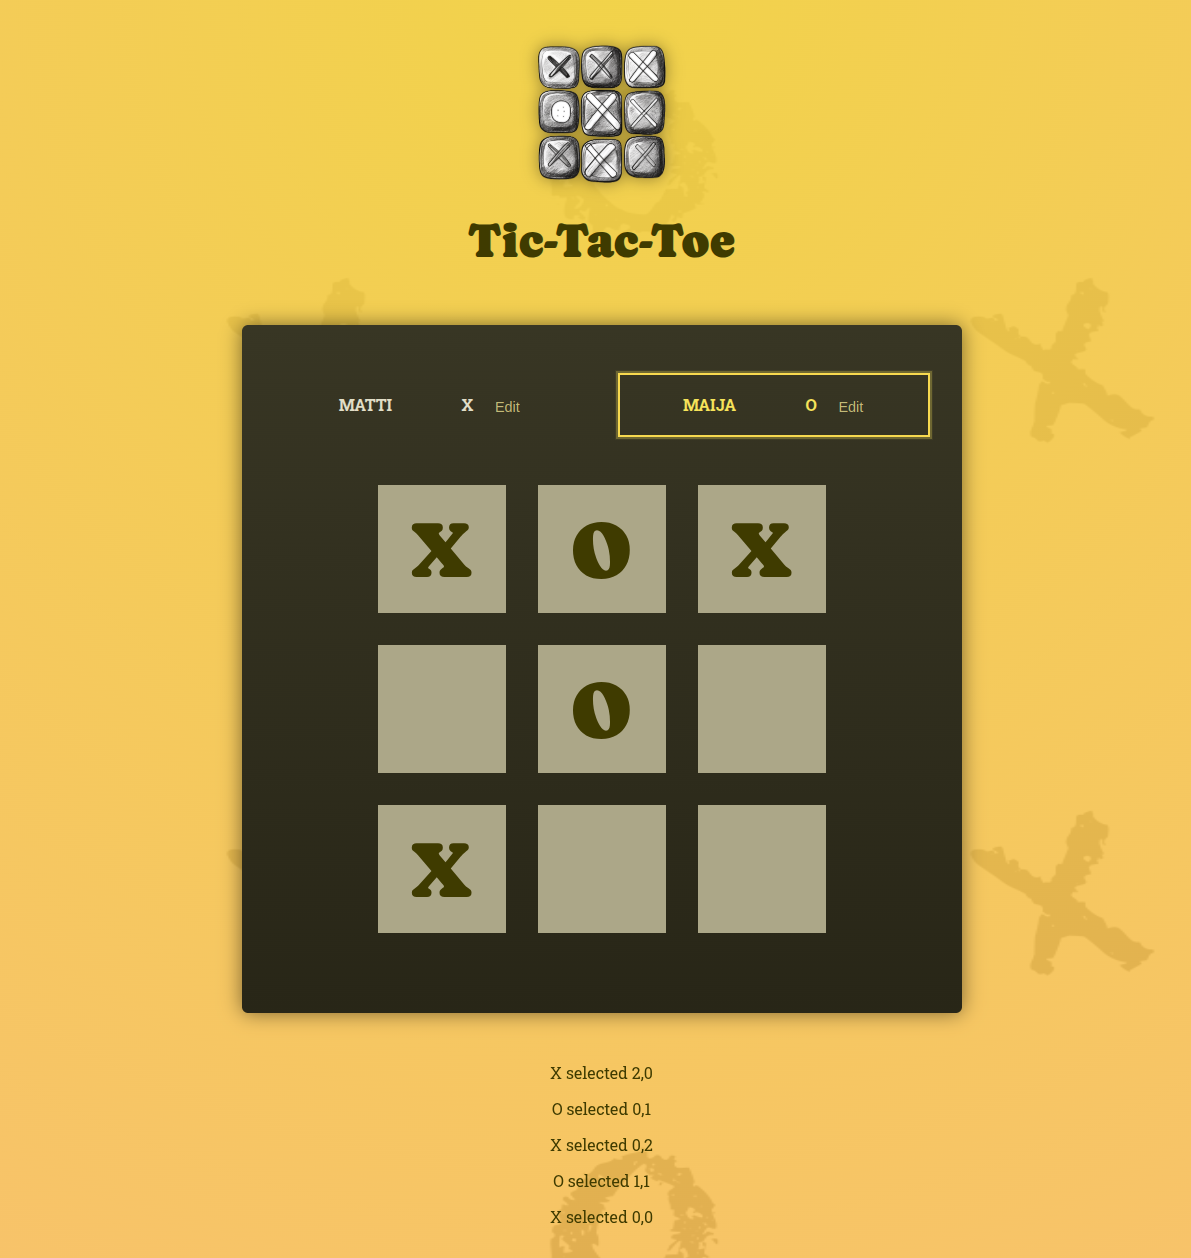 Tic-Tac-Toe
MATTI X Edit MAIJA O Edit
X O X
O
X
X selected 2,0
O selected 0,1
X selected 0,2
O selected 1,1
X selected 0,0